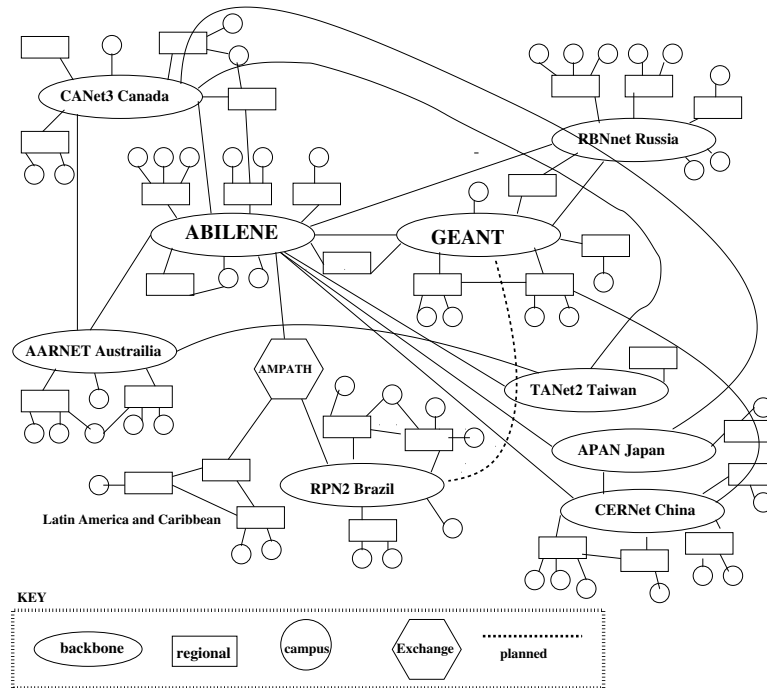 CANet3 Canada
RBNnet Russia
ABILENE
GEANT
AARNET Austrailia
AMPATH
TANet2 Taiwan
APAN Japan
RPN2 Brazil
CERNet China
Latin America and Caribbean
KEY
backbone
regional
campus
Exchange
planned